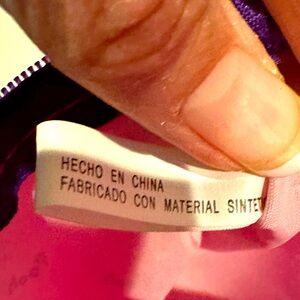 HECHO EN CHINA
FABRICADO CON MATERIAL SINTET